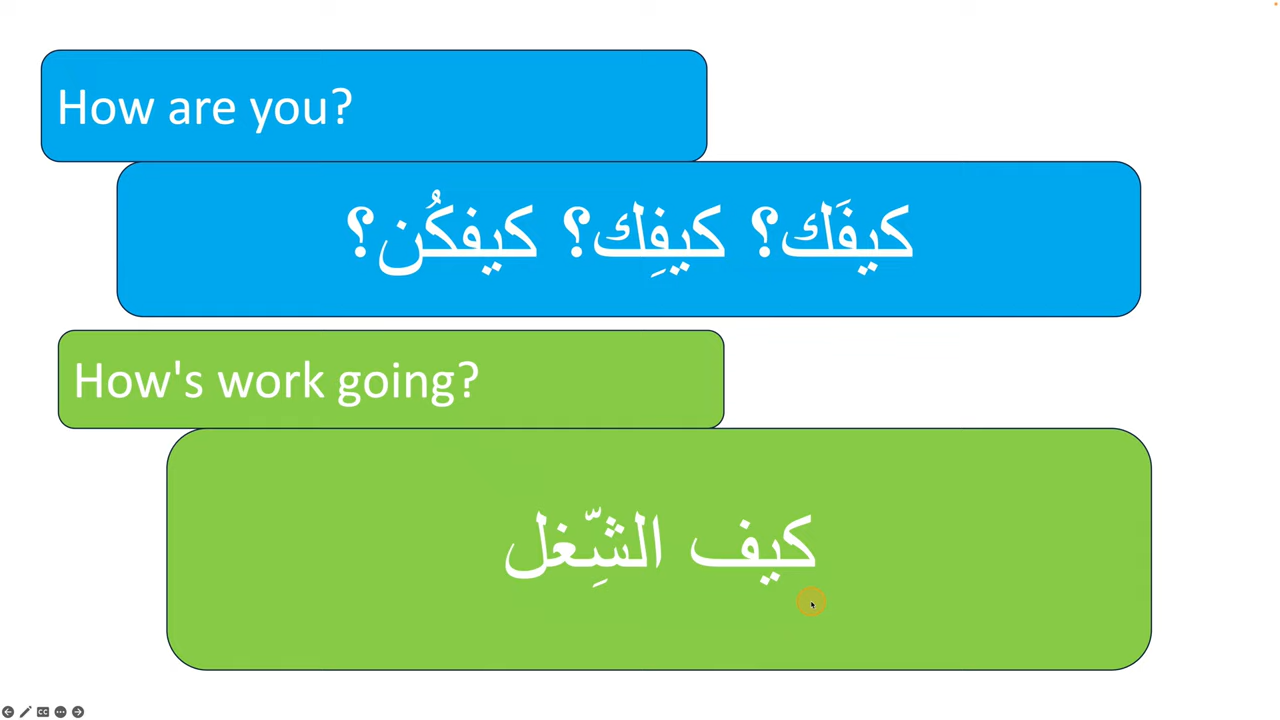 How are you?
كيفَك؟ كيفِك؟ كيفكُن؟
How's work going?
كيف الشِّغل